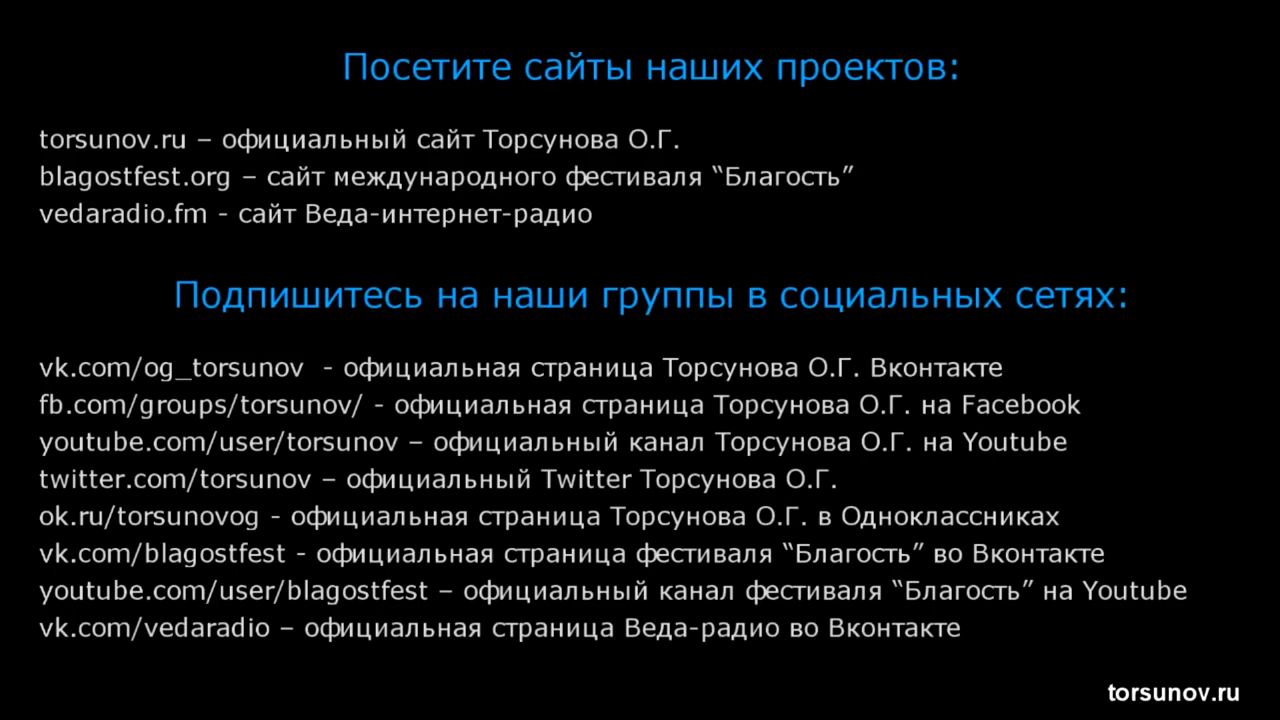 Посетите сайты наших проектов:
torsunov.ru – официальный сайт Торсунова О.Г.
blagostfest.org – сайт международного фестиваля “Благость”
vedaradio.fm - сайт Веда-интернет-радио
Подпишитесь на наши группы в социальных сетях:
vk.com/og_torsunov  - официальная страница Торсунова О.Г. Вконтакте
fb.com/groups/torsunov/ - официальная страница Торсунова О.Г. на Facebook
youtube.com/user/torsunov – официальный канал Торсунова О.Г. на Youtube
twitter.com/torsunov – официальный Twitter Торсунова О.Г.
ok.ru/torsunovog - официальная страница Торсунова О.Г. в Одноклассниках
vk.com/blagostfest - официальная страница фестиваля “Благость” во Вконтакте
youtube.com/user/blagostfest – официальный канал фестиваля “Благость” на Youtube
vk.com/vedaradio – официальная страница Веда-радио во Вконтакте
torsunov.ru